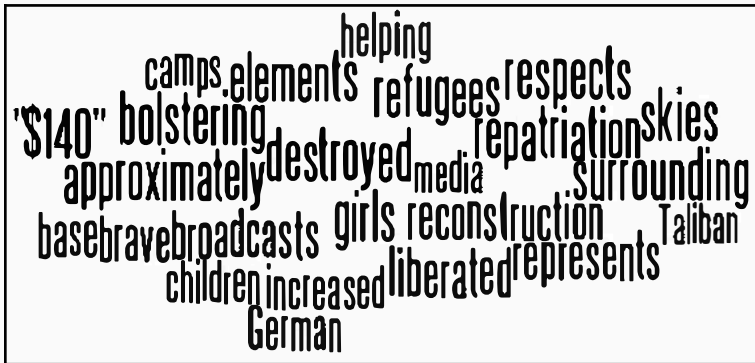 helping
camps. elements refugees respects
"$140" bolstering repatriation skies
approximately destroyed media surrounding
base brave broadcasts girls reconstruction Taliban
children increased liberated represents
German